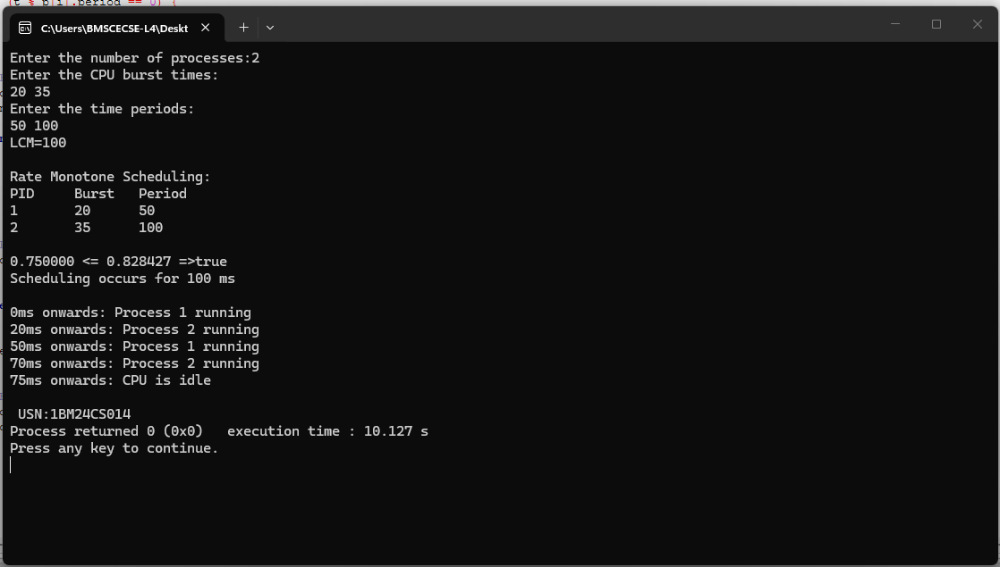 (t % p[i].period == 0) {
C:\Users\BMSCECSE-L4\Deskt
Enter the number of processes:2
Enter the CPU burst times:
20 35
Enter the time periods:
50 100
LCM=100
Rate Monotone Scheduling:
PID Burst Period
1 20 50
2 35 100
0.750000 <= 0.828427 =>true
Scheduling occurs for 100 ms
0ms onwards: Process 1 running
20ms onwards: Process 2 running
50ms onwards: Process 1 running
70ms onwards: Process 2 running
75ms onwards: CPU is idle
USN:1BM24CS014
Process returned 0 (0x0) execution time : 10.127 s
Press any key to continue.